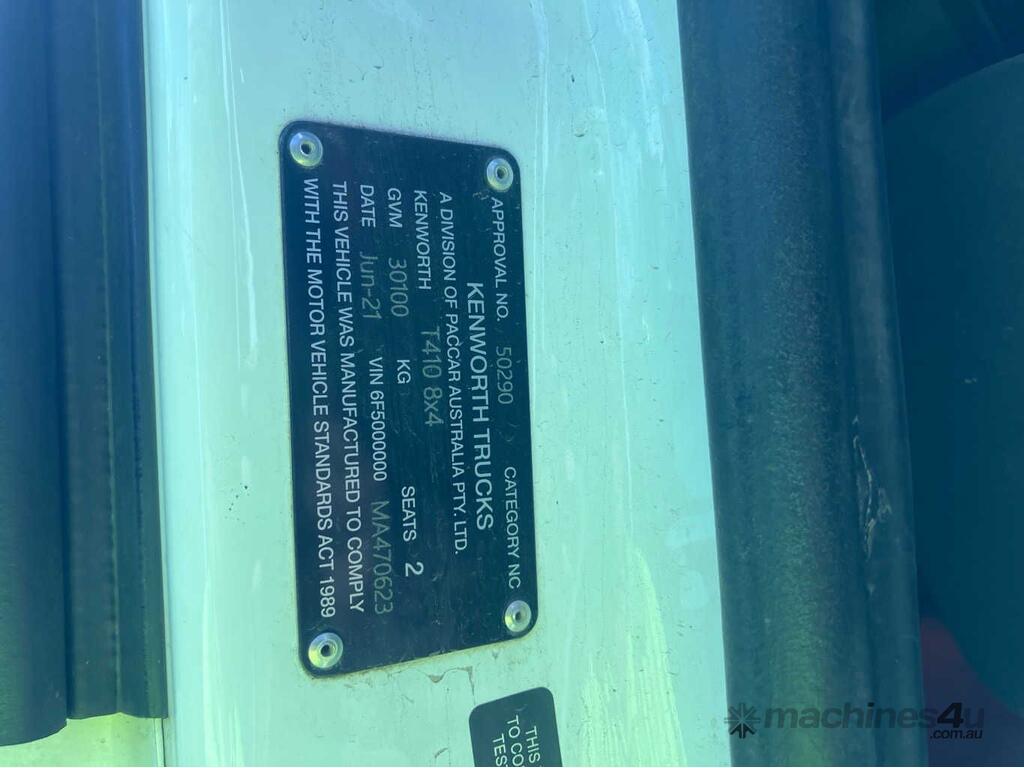 APPROVAL NO. 50290 CATEGORY NC
KENWORTH TRUCKS
A DIVISION OF PACCAR AUSTRALIA PTY. LTD.
KENWORTH T410 8x4
GVM 30100 KG SEATS 2
DATE Jun-21 VIN 6F5000000 MA470623
THIS VEHICLE WAS MANUFACTURED TO COMPLY
WITH THE MOTOR VEHICLE STANDARDS ACT 1989
THIS
TO CO
TES
machines4u
.com.au